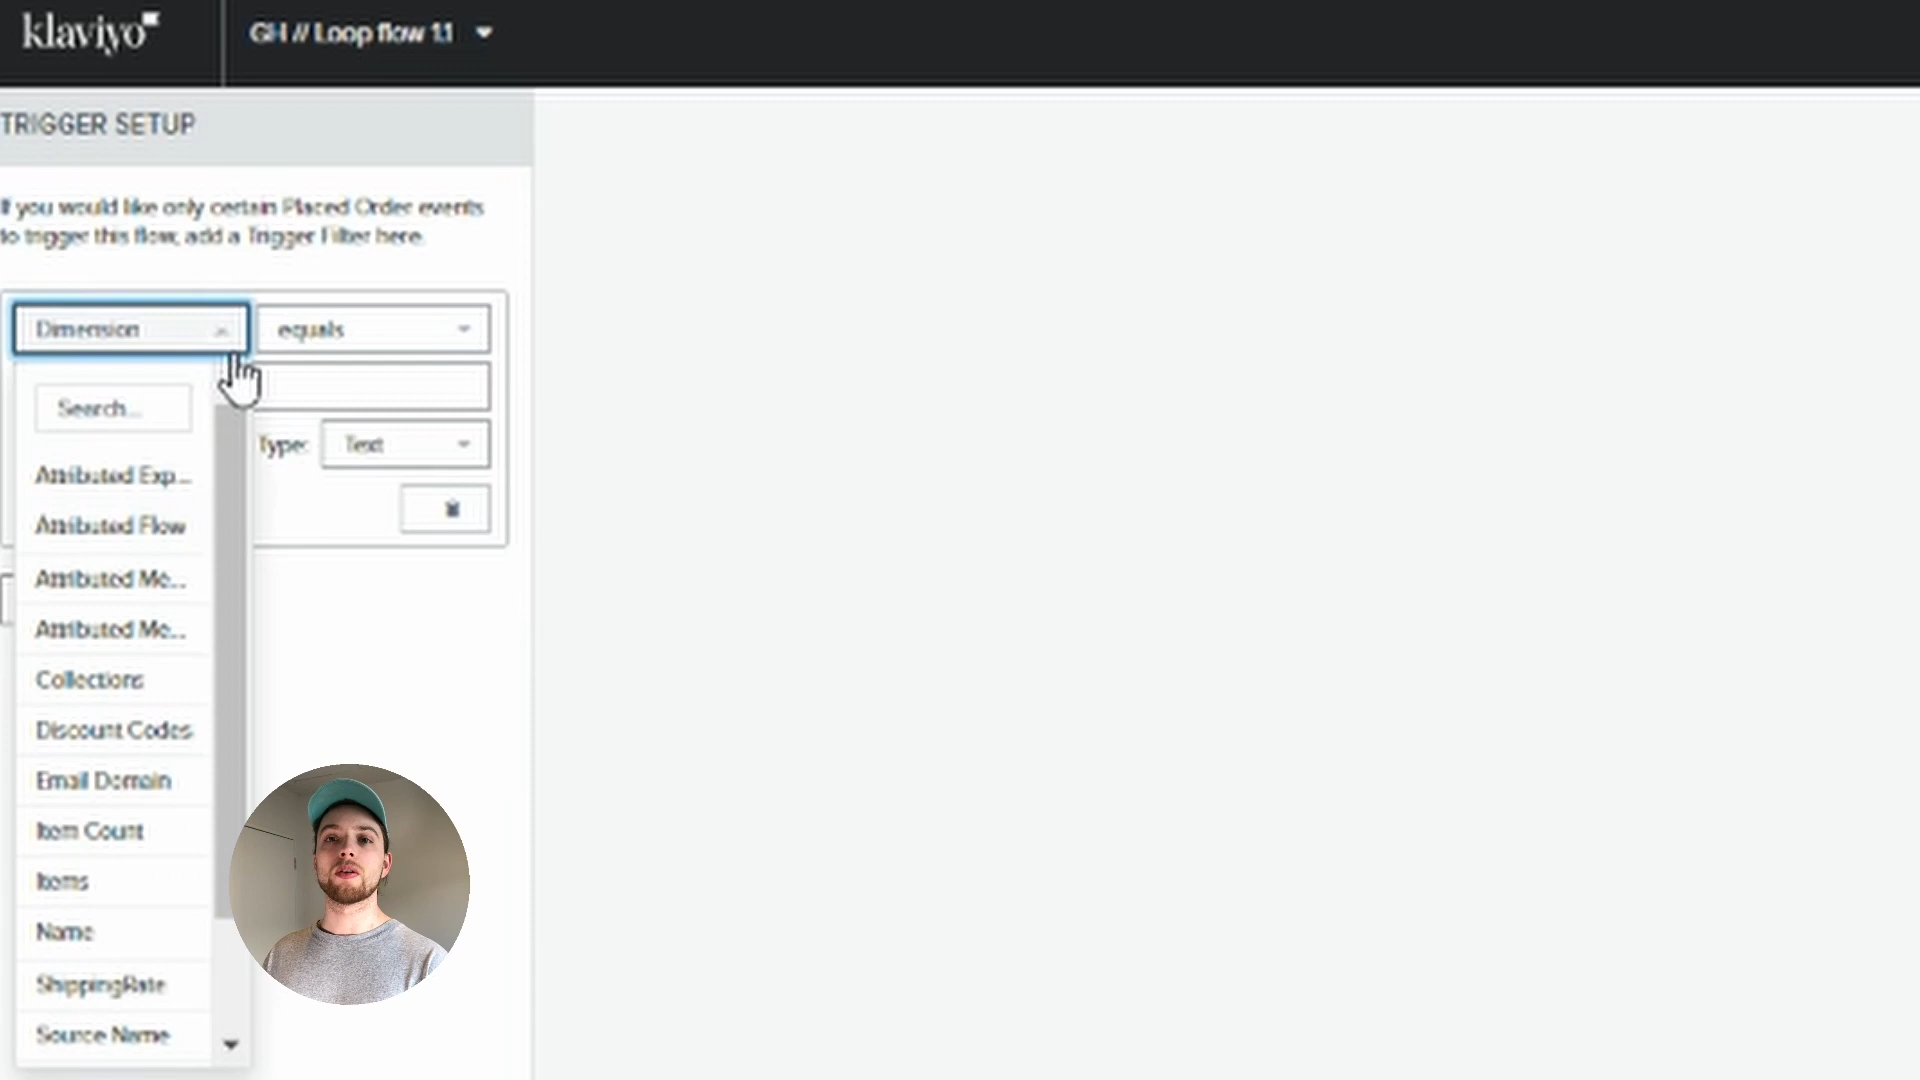 klaviyo
GH // Loop flow 1.1
TRIGGER SETUP
If you would like only certain Placed Order events
to trigger this flow, add a Trigger Filter here.
Dimension
equals
Search...
Type:
Text
Attributed Exp...
Attributed Flow
Attributed Me...
Attributed Me...
Collections
Discount Codes
Email Domain
Item Count
Items
Name
ShippingRate
Source Name